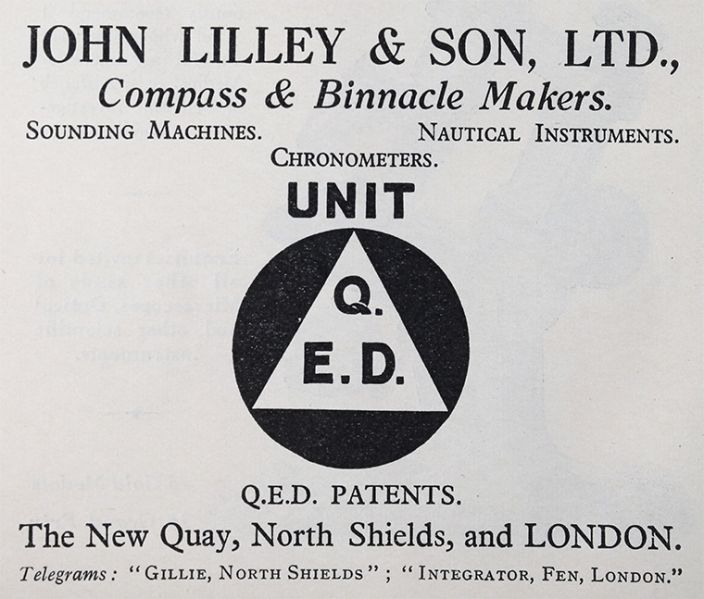 JOHN LILLEY & SON, LTD.,
Compass & Binnacle Makers.
SOUNDING MACHINES. NAUTICAL INSTRUMENTS.
CHRONOMETERS.
UNIT
Q.
E.D.
Q.E.D. PATENTS.
The New Quay, North Shields, and LONDON.
Telegrams: "GILLIE, NORTH SHIELDS"; "INTEGRATOR, FEN, LONDON."